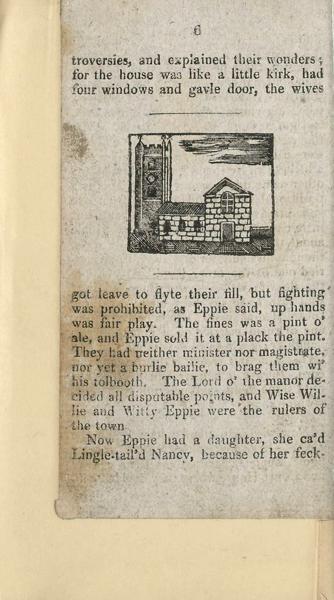 6
troversies, and explained their wonders;
for the house was like a little kirk, had
four windows and gavle door, the wives
got leave to flyte their fill, but fighting
was prohibited, as Eppie said, up hands
was fair play. The fines was a pint o'
ale, and Eppie sold it at a plack the pint.
They had neither minister nor magistrate,
nor yet a burlie bailie, to brag them wi'
his tolbooth. The Lord o' the manor de-
cided all disputable points, and Wise Wil-
lie and Witty Eppie were the rulers of
the town
Now Eppie had a daughter, she ca'd
Lingle-tail'd Nancy, because of her feck-